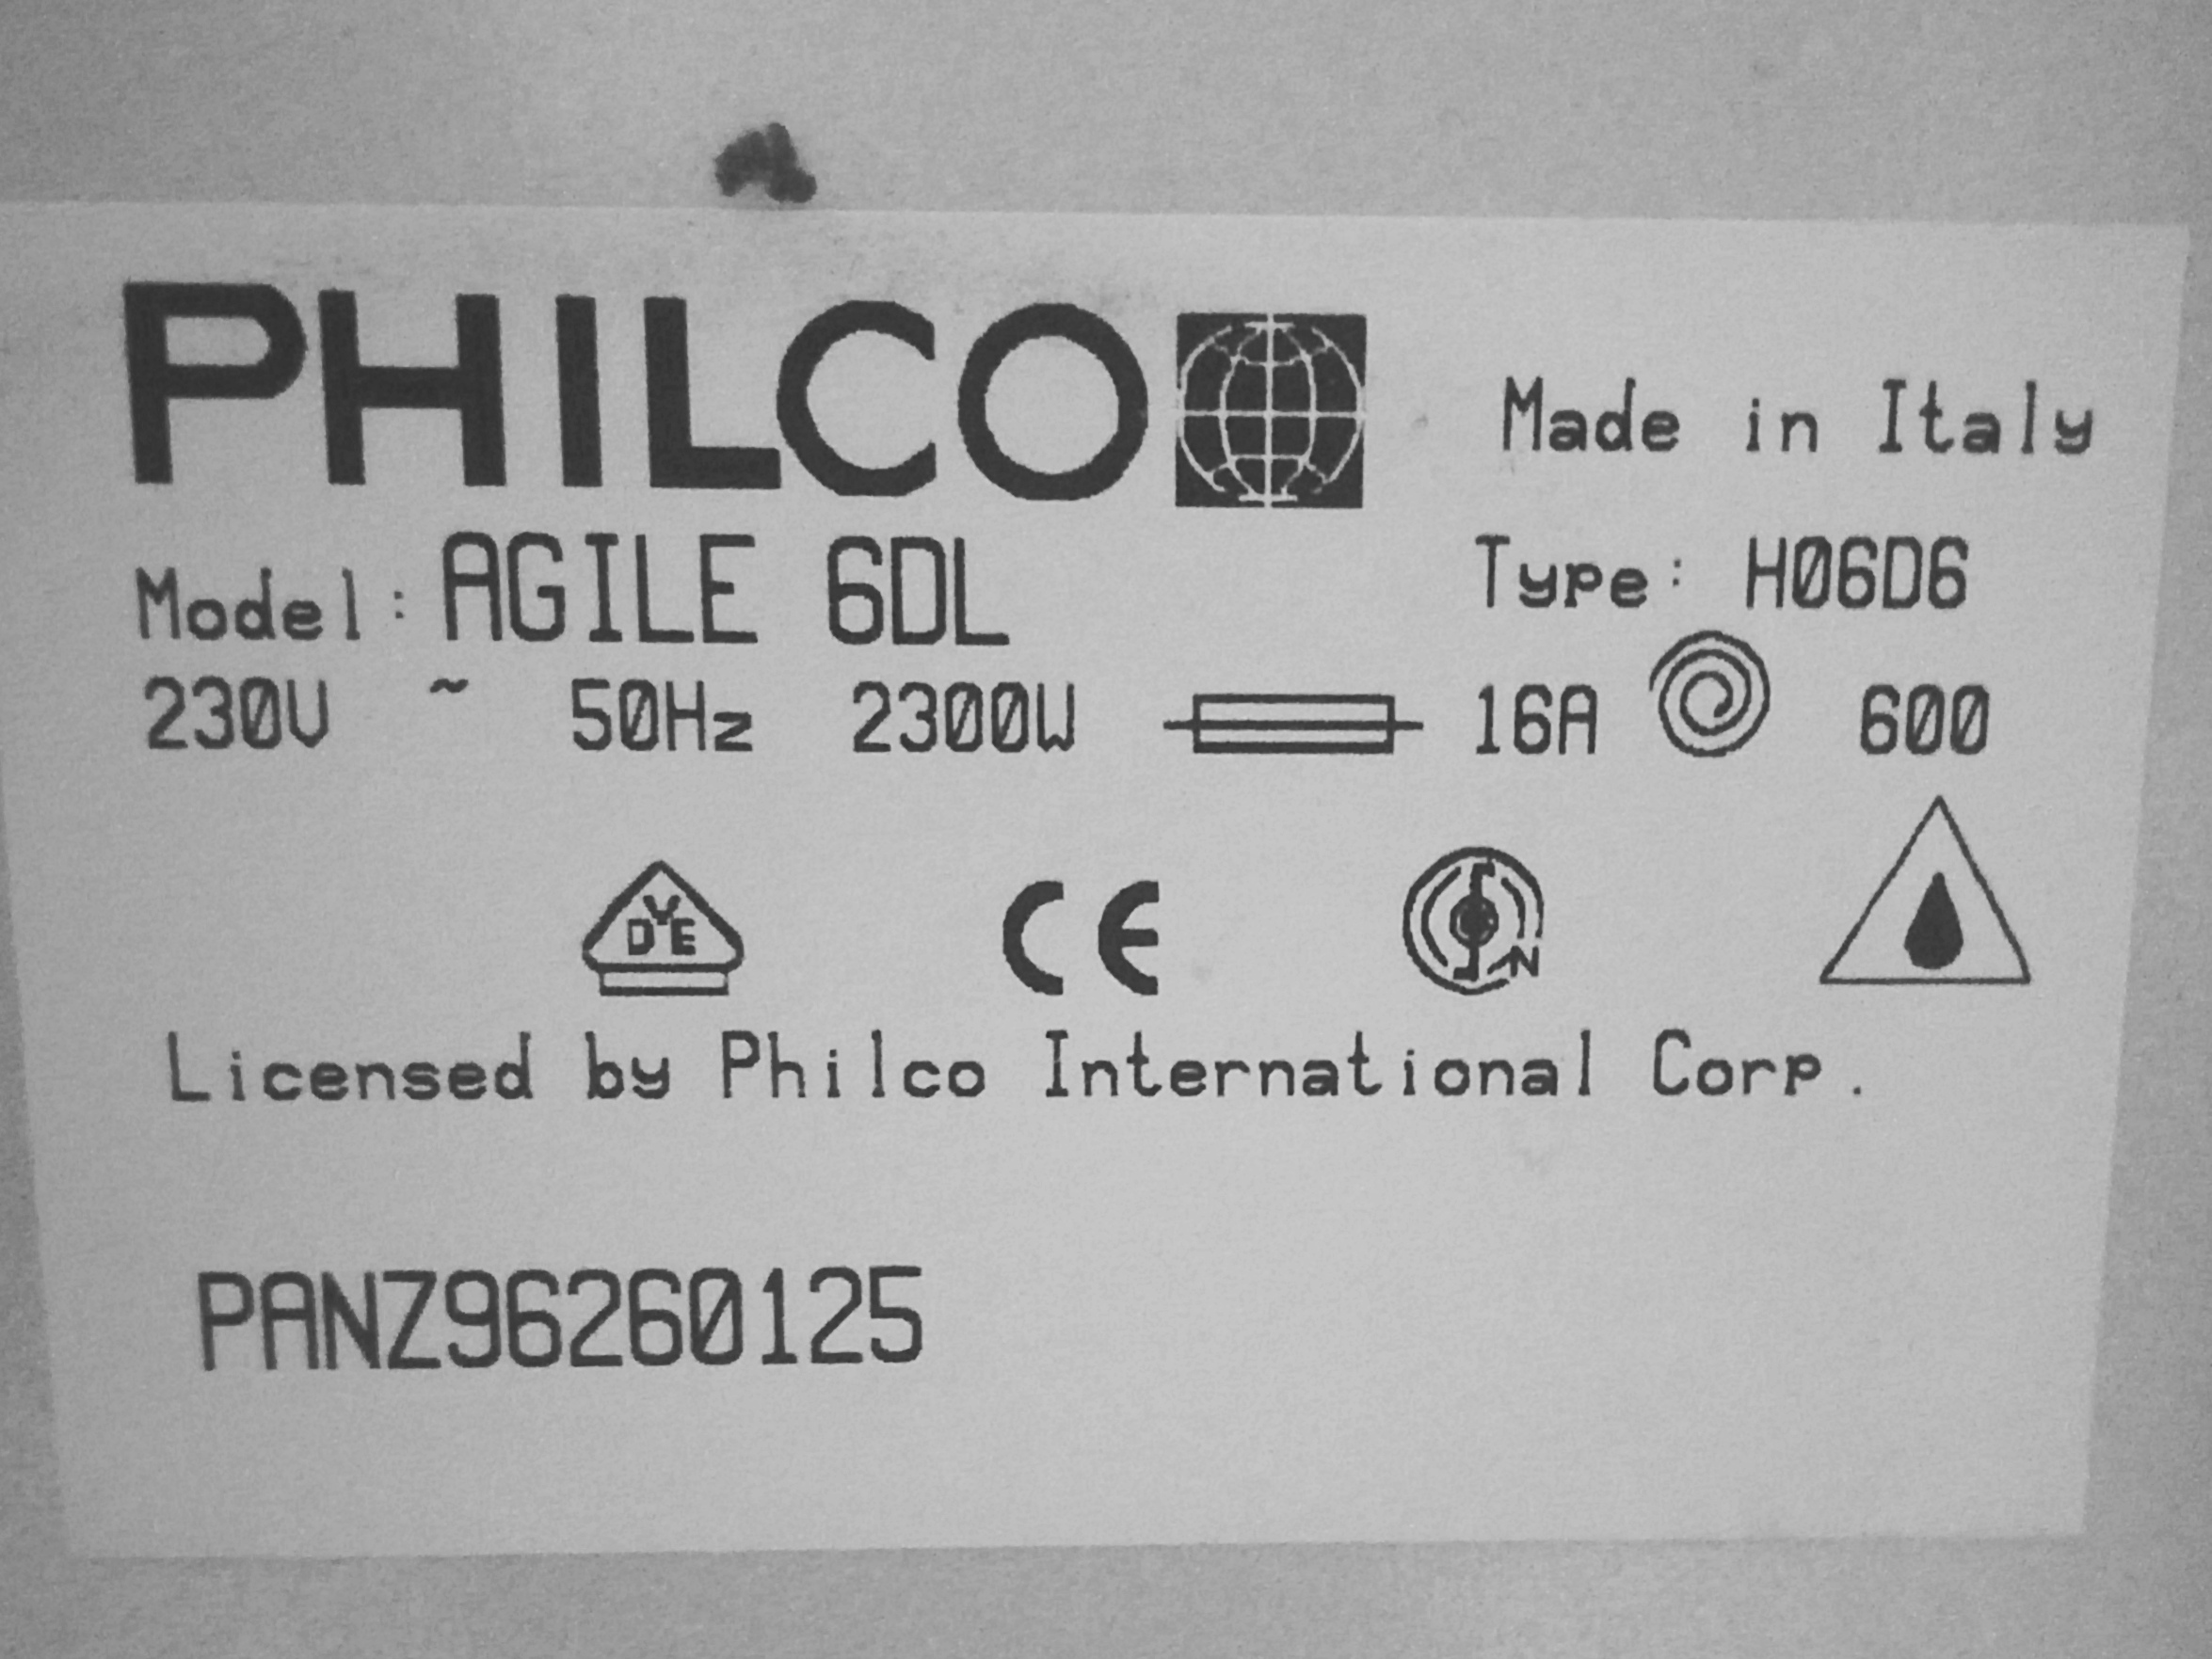 PHILCO Made in Italy
Model: AGILE 6DL Type: H06D6
230V ~ 50Hz 2300W 16A 600
DVE CE N
Licensed by Philco International Corp.
PANZ96260125